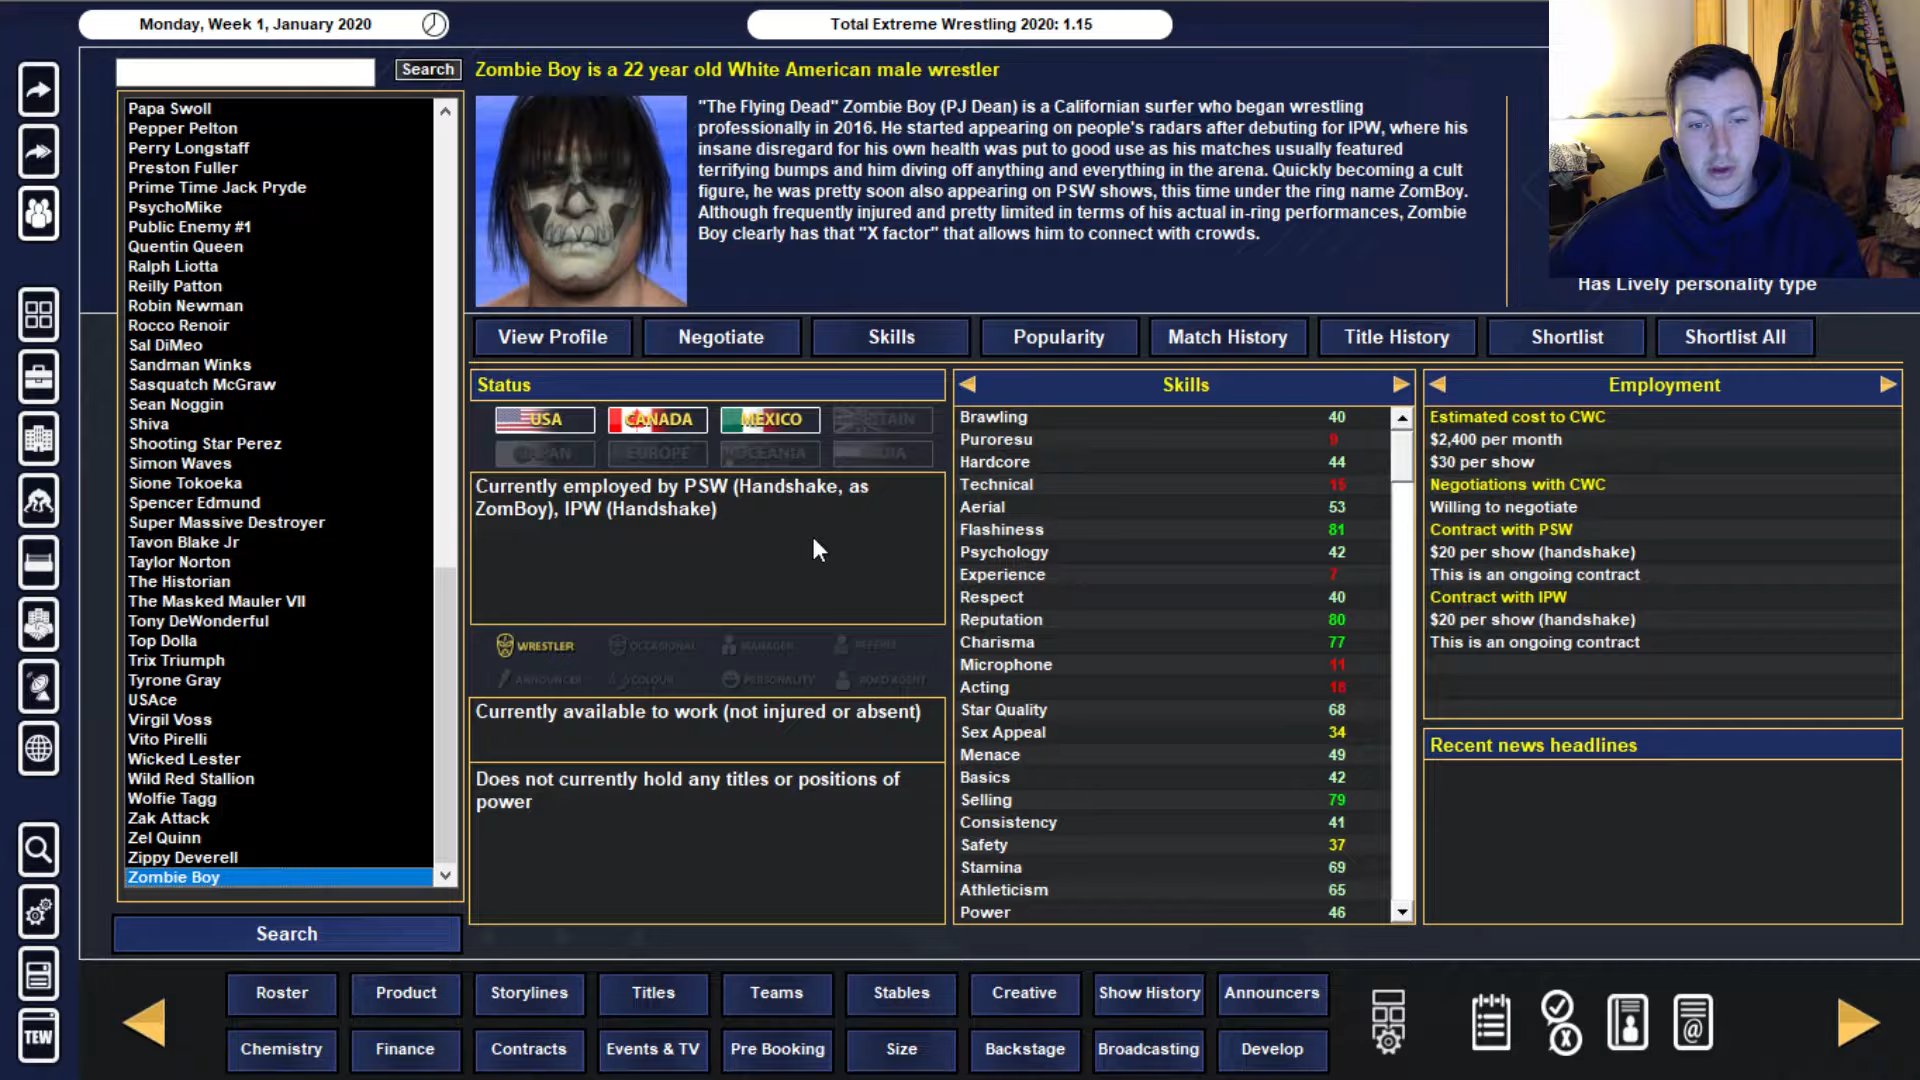 Monday, Week 1, January 2020
Total Extreme Wrestling 2020: 1.15
Search
Zombie Boy is a 22 year old White American male wrestler
"The Flying Dead" Zombie Boy (PJ Dean) is a Californian surfer who began wrestling
professionally in 2016. He started appearing on people's radars after debuting for IPW, where his
insane disregard for his own health was put to good use as his matches usually featured
terrifying bumps and him diving off anything and everything in the arena. Quickly becoming a cult
figure, he was pretty soon also appearing on PSW shows, this time under the ring name ZomBoy.
Although frequently injured and pretty limited in terms of his actual in-ring performances, Zombie
Boy clearly has that "X factor" that allows him to connect with crowds.
Has Lively personality type
Papa Swoll
Pepper Pelton
Perry Longstaff
Preston Fuller
Prime Time Jack Pryde
PsychoMike
Public Enemy #1
Quentin Queen
Ralph Liotta
Reilly Patton
Robin Newman
Rocco Renoir
Sal DiMeo
Sandman Winks
Sasquatch McGraw
Sean Noggin
Shiva
Shooting Star Perez
Simon Waves
Sione Tokoeka
Spencer Edmund
Super Massive Destroyer
Tavon Blake Jr
Taylor Norton
The Historian
The Masked Mauler VII
Tony DeWonderful
Top Dolla
Trix Triumph
Tyrone Gray
USAce
Virgil Voss
Vito Pirelli
Wicked Lester
Wild Red Stallion
Wolfie Tagg
Zak Attack
Zel Quinn
Zippy Deverell
Zombie Boy
Search
View Profile
Negotiate
Skills
Popularity
Match History
Title History
Shortlist
Shortlist All
Status
USA
CANADA
MEXICO
JAPAN
EUROPE
OCEANIA
Currently employed by PSW (Handshake, as
ZomBoy), IPW (Handshake)
WRESTLER
OCCASIONAL
MANAGER
REFEREE
ANNOUNCER
COLOUR
PERSONALITY
ROAD AGENT
Currently available to work (not injured or absent)
Does not currently hold any titles or positions of
power
Skills
Brawling 40
Puroresu 9
Hardcore 44
Technical 15
Aerial 53
Flashiness 81
Psychology 42
Experience 7
Respect 40
Reputation 80
Charisma 77
Microphone 11
Acting 18
Star Quality 68
Sex Appeal 34
Menace 49
Basics 42
Selling 79
Consistency 41
Safety 37
Stamina 69
Athleticism 65
Power 46
Employment
Estimated cost to CWC
$2,400 per month
$30 per show
Negotiations with CWC
Willing to negotiate
Contract with PSW
$20 per show (handshake)
This is an ongoing contract
Contract with IPW
$20 per show (handshake)
This is an ongoing contract
Recent news headlines
TEW
Roster
Product
Storylines
Titles
Teams
Stables
Creative
Show History
Announcers
Chemistry
Finance
Contracts
Events & TV
Pre Booking
Size
Backstage
Broadcasting
Develop